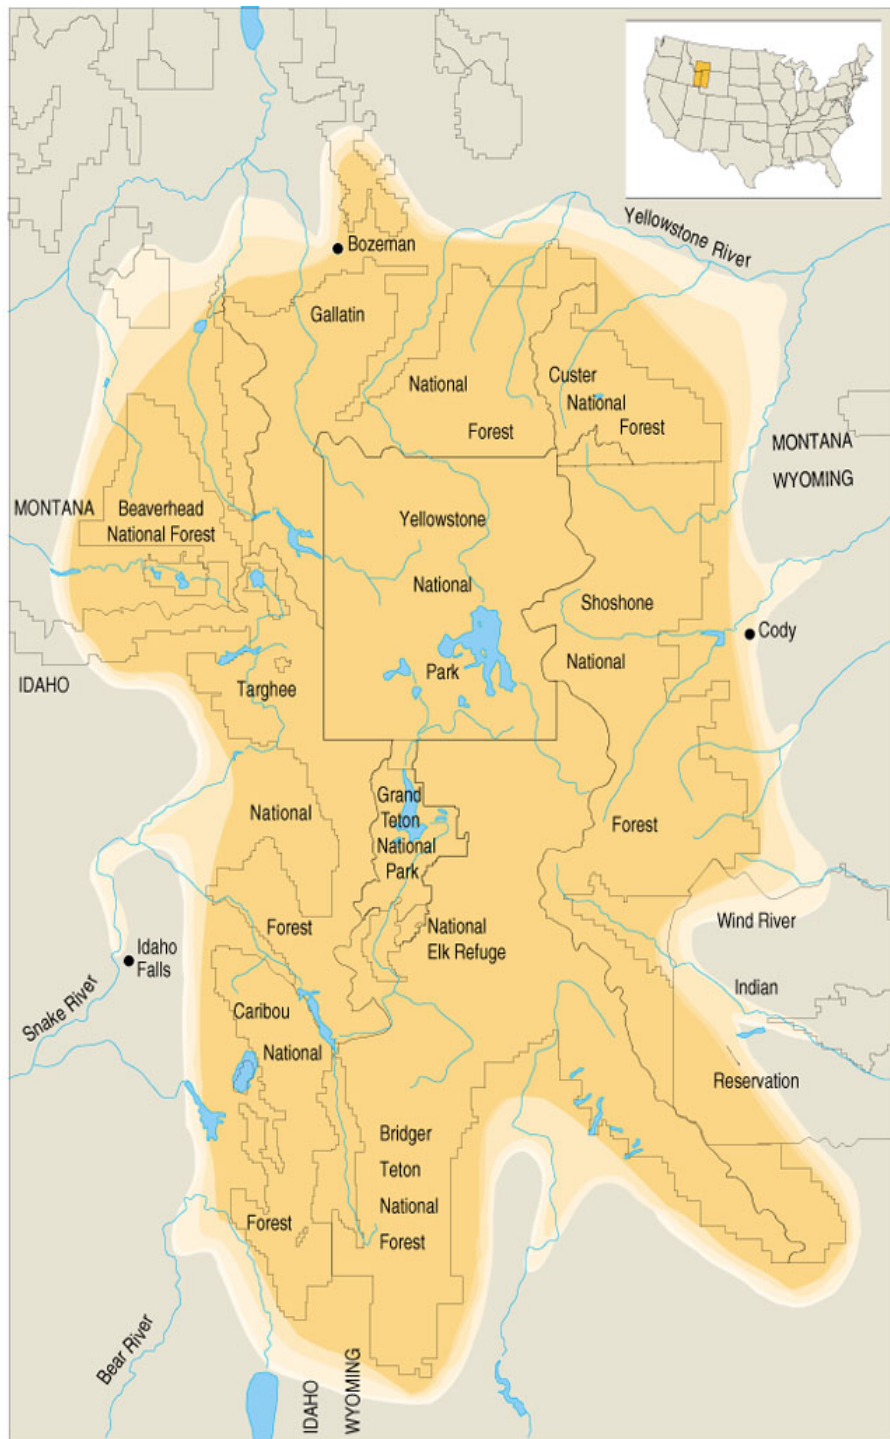 Yellowstone River
Bozeman
Gallatin
National
Forest
Custer
National
Forest
MONTANA
WYOMING
MONTANA
Beaverhead
National Forest
Yellowstone
National
Park
Shoshone
National
Forest
Cody
IDAHO
Targhee
National
Forest
Grand
Teton
National
Park
National
Elk Refuge
Wind River
Indian
Reservation
Idaho
Falls
Snake River
Caribou
National
Forest
Bridger
Teton
National
Forest
Bear River
IDAHO
WYOMING